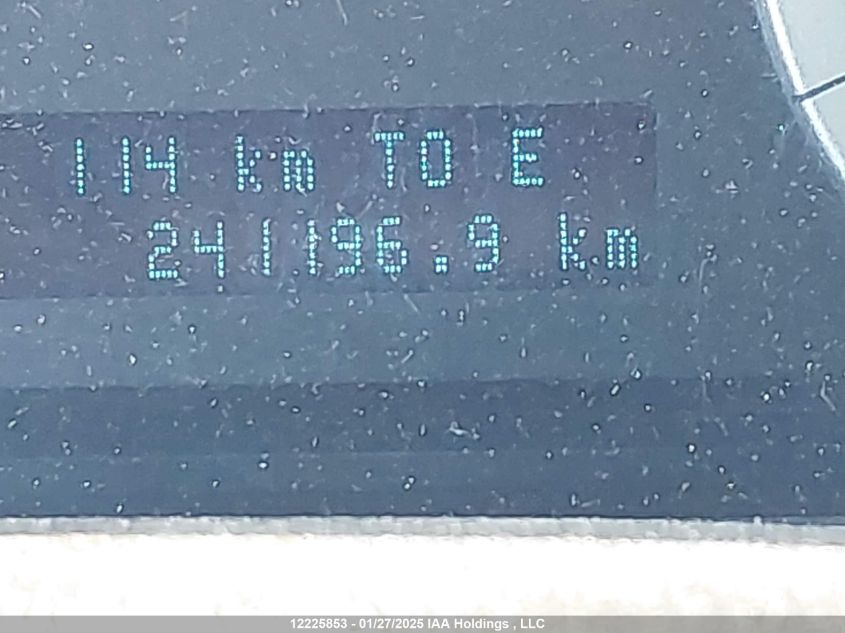 114 km TO E
241196.9 km
12225853 - 01/27/2025 IAA Holdings , LLC